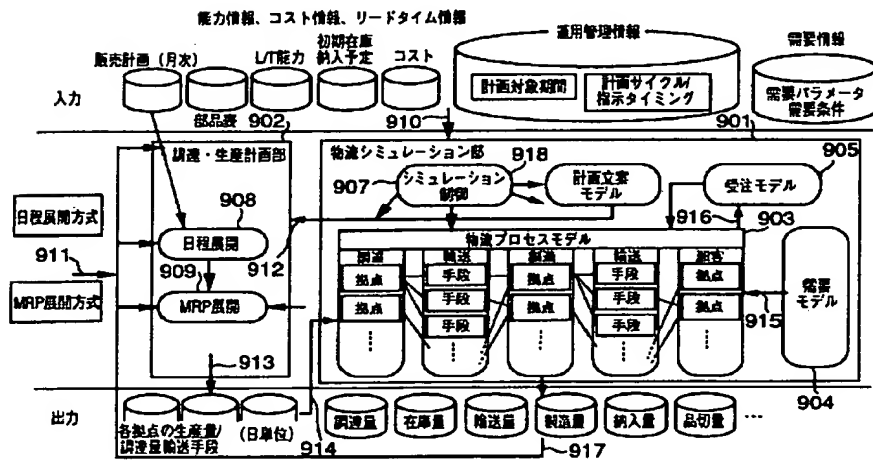 能力情報、コスト情報、リードタイム情報
販売計画(月次)
L/T能力
初期在庫
納入予定
コスト
運用管理情報
計画対象期間
計画サイクル/
指示タイミング
需要情報
需要パラメータ
需要条件
入力
部品表
902
910
901
調達・生産計画部
物流シミュレーション部
918
907
シミュレーション
制御
計画立案
モデル
受注モデル
905
916
903
日程展開方式
908
日程展開
911
909
912
MRP展開方式
MRP展開
物流プロセスモデル
調達
輸送
製造
輸送
顧客
拠点
手段
拠点
手段
拠点
拠点
手段
拠点
手段
拠点
手段
手段
需要
モデル
915
913
904
出力
各拠点の生産量/
調達量輸送手段
(日単位)
914
調達量
在庫量
輸送量
製造量
納入量
品切量
…
917